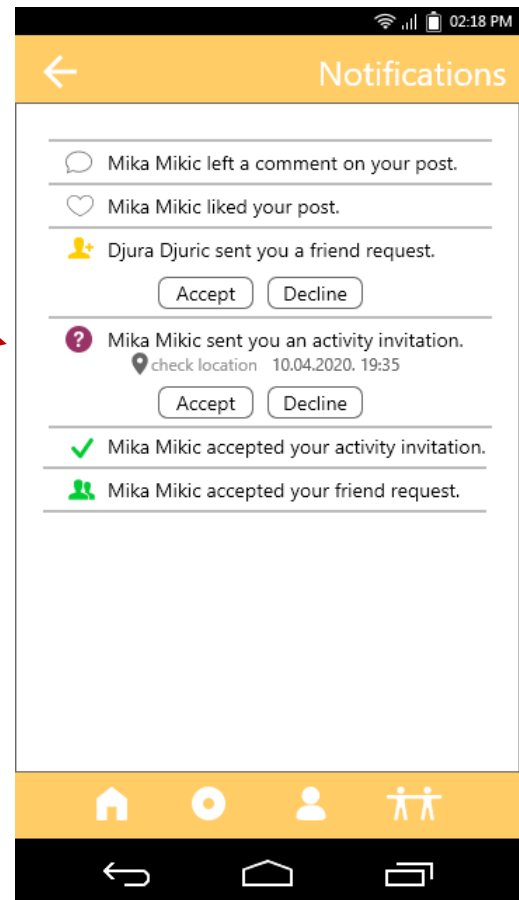 02:18 PM
Notifications
Mika Mikic left a comment on your post.
Mika Mikic liked your post.
Djura Djuric sent you a friend request.
Accept Decline
? Mika Mikic sent you an activity invitation.
check location 10.04.2020. 19:35
Accept Decline
Mika Mikic accepted your activity invitation.
Mika Mikic accepted your friend request.